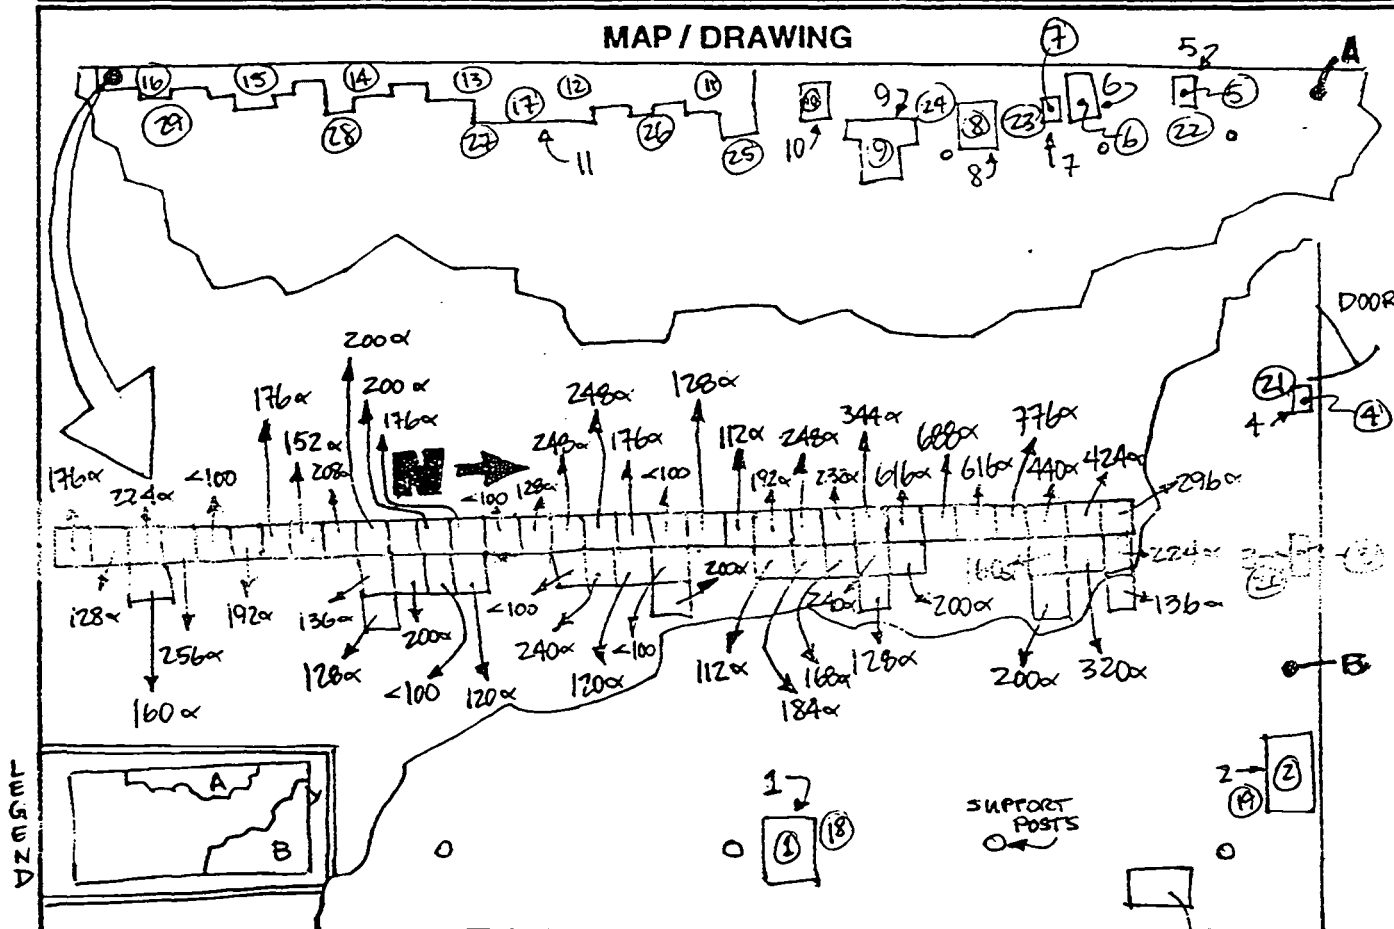 MAP / DRAWING
7 5 A
16 15 14 13 12 11 10 9 24 8 23 6 5
17
29 28 27 26 25 10 9 8 7 6 22
11
DOOR
21
4 4
200α
176α 200α 248α 128α
152α 176α 248α 176α 112α 248α 344α 688α 776α
176α 224α <100 208α N <100 128α <100 192α 232α 616α 616α 440α 424α 296α
128α 192α 136α 200α <100 200α 240α 200α 160α 224α 136α
256α 128α <100 120α 240α 120α <100 112α 168α 128α 200α 320α
160α 184α
B
LEGEND
A
B
1
1 18
SUPPORT
POSTS
2 2
19